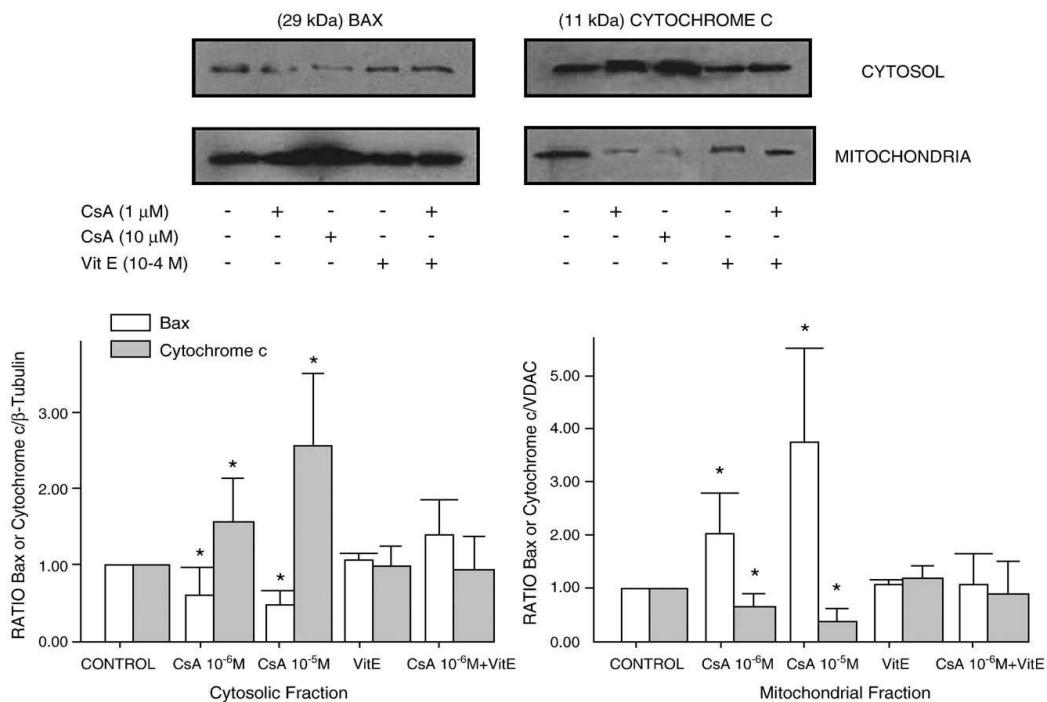 (29 kDa) BAX (11 kDa) CYTOCHROME C
CYTOSOL
MITOCHONDRIA
CsA (1 μM) - + - - + - + - - +
CsA (10 μM) - - + - - - - + - -
Vit E (10-4 M) - - - + + - - - + +
Bax
Cytochrome c
RATIO Bax or Cytochrome c/β-Tubulin
3.00
2.00
1.00
0.00
* * * *
CONTROL CsA 10⁻⁶M CsA 10⁻⁵M VitE CsA 10⁻⁶M+VitE
Cytosolic Fraction
RATIO Bax or Cytochrome c/VDAC
5.00
4.00
3.00
2.00
1.00
0.00
* * * *
CONTROL CsA 10⁻⁶M CsA 10⁻⁵M VitE CsA 10⁻⁶M+VitE
Mitochondrial Fraction